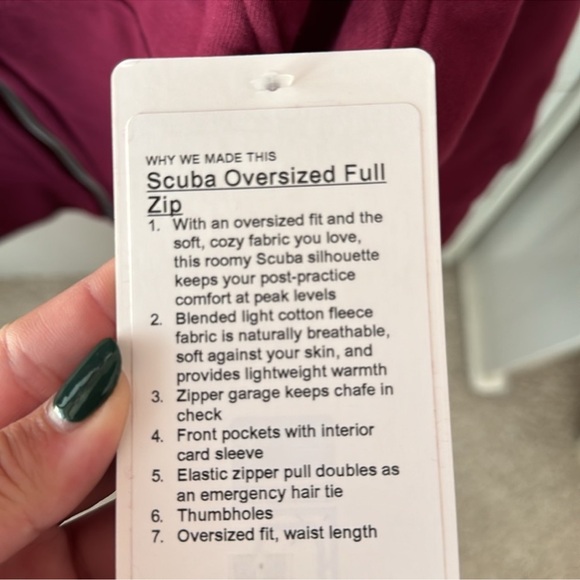 WHY WE MADE THIS
Scuba Oversized Full
Zip
1. With an oversized fit and the
soft, cozy fabric you love,
this roomy Scuba silhouette
keeps your post-practice
comfort at peak levels
2. Blended light cotton fleece
fabric is naturally breathable,
soft against your skin, and
provides lightweight warmth
3. Zipper garage keeps chafe in
check
4. Front pockets with interior
card sleeve
5. Elastic zipper pull doubles as
an emergency hair tie
6. Thumbholes
7. Oversized fit, waist length